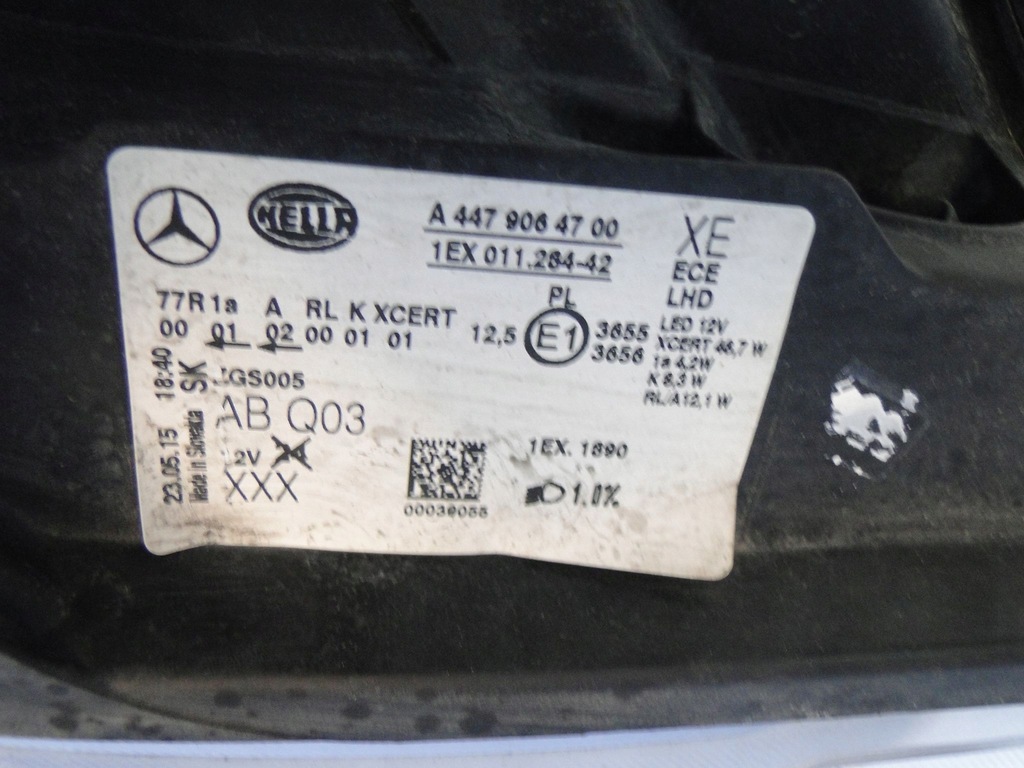 HELLA
A 447 906 47 00
1EX 011.284-42
XE
ECE
LHD
LED 12V
XCERT 46,7 W
1a 4,2W
K 8,3 W
RL/A12,1 W
77R 1a A RL K XCERT
00 01 02 00 01 01
12,5
PL
E1
3655
3656
23.05.15 18:40
Made in Slovakia SK
GS005
AB Q03
2V
XXX
00039055
1EX. 1890
1.0%